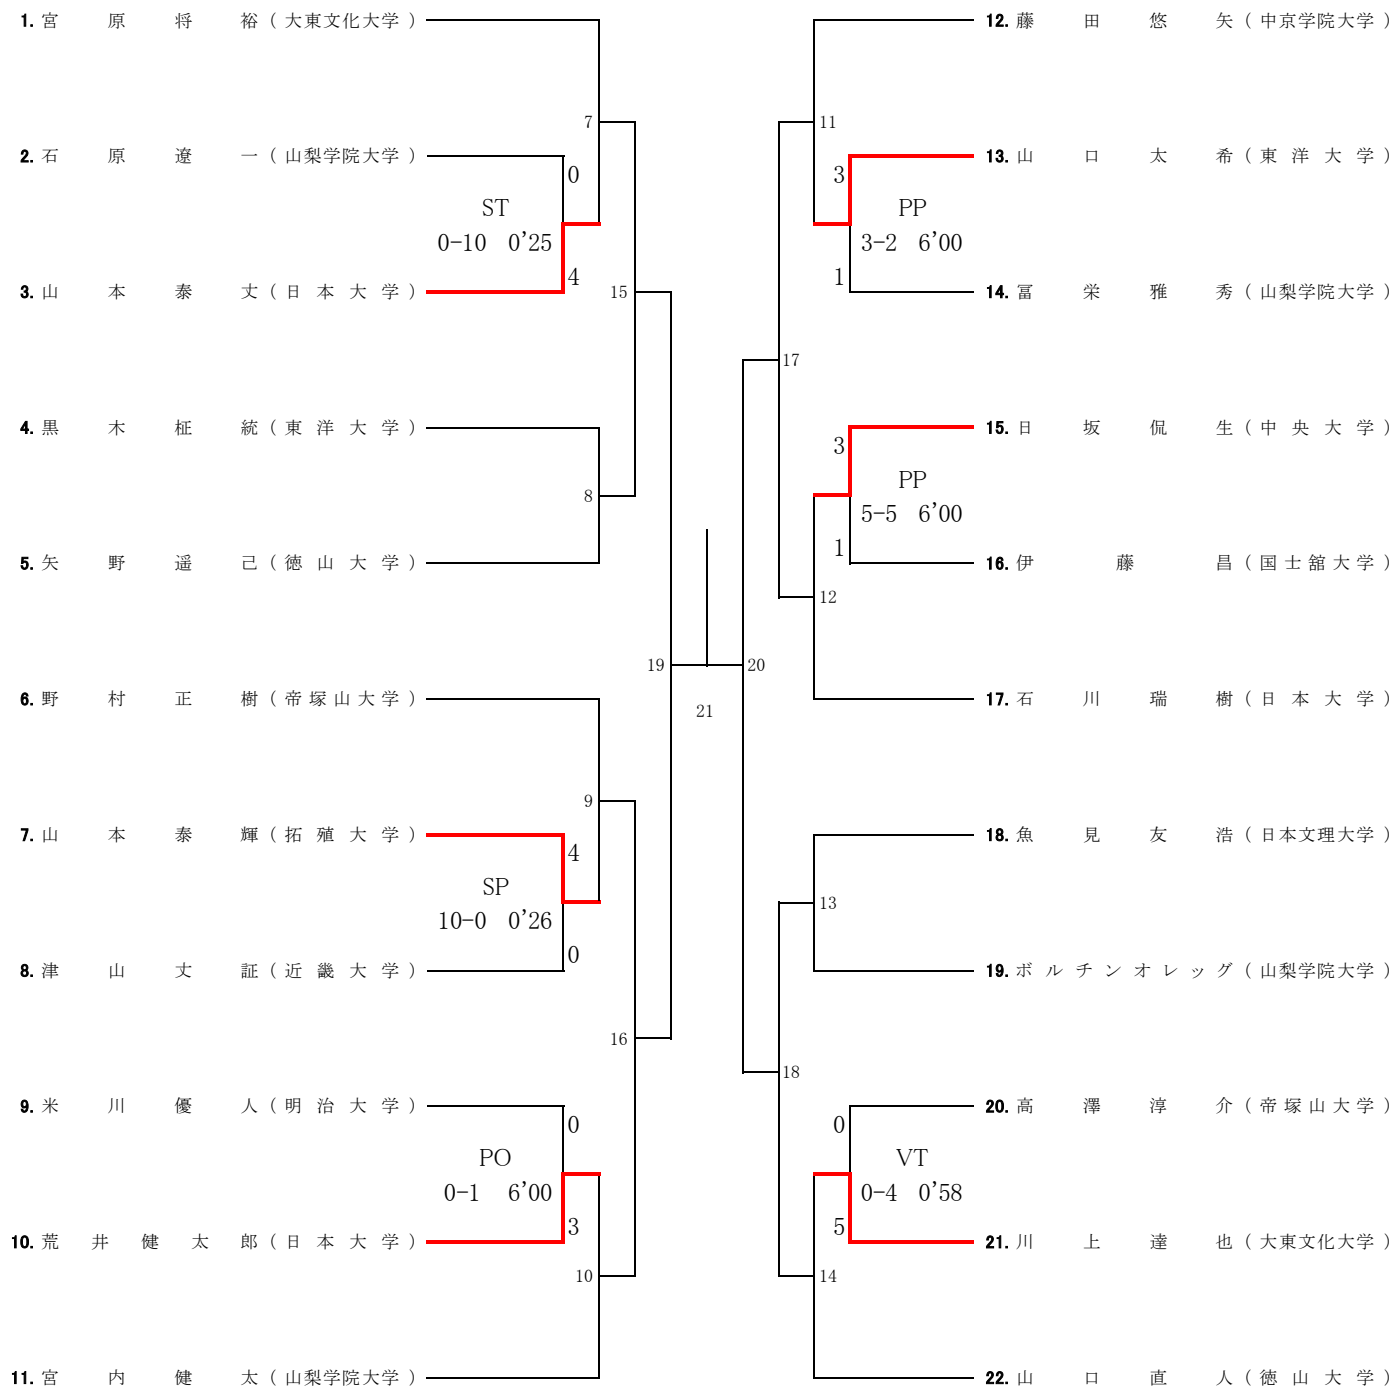 1. 宮原将裕 (大東文化大学)
7
2. 石原遼一 (山梨学院大学)
0
ST
0-10 0'25
4
3. 山本泰丈 (日本大学)
15
4. 黒木柾統 (東洋大学)
8
5. 矢野遥己 (徳山大学)
19
6. 野村正樹 (帝塚山大学)
9
7. 山本泰輝 (拓殖大学)
4
SP
10-0 0'26
0
8. 津山丈証 (近畿大学)
16
9. 米川優人 (明治大学)
0
PO
0-1 6'00
3
10. 荒井健太郎 (日本大学)
10
11. 宮内健太 (山梨学院大学)
21
12. 藤田悠矢 (中京学院大学)
11
13. 山口太希 (東洋大学)
3
PP
3-2 6'00
1
14. 冨栄雅秀 (山梨学院大学)
17
15. 日坂侃生 (中央大学)
3
PP
5-5 6'00
1
16. 伊藤昌 (国士舘大学)
12
20
17. 石川瑞樹 (日本大学)
18. 魚見友浩 (日本文理大学)
13
19. ボルチンオレッグ (山梨学院大学)
18
20. 高澤淳介 (帝塚山大学)
0
VT
0-4 0'58
5
21. 川上達也 (大東文化大学)
14
22. 山口直人 (徳山大学)